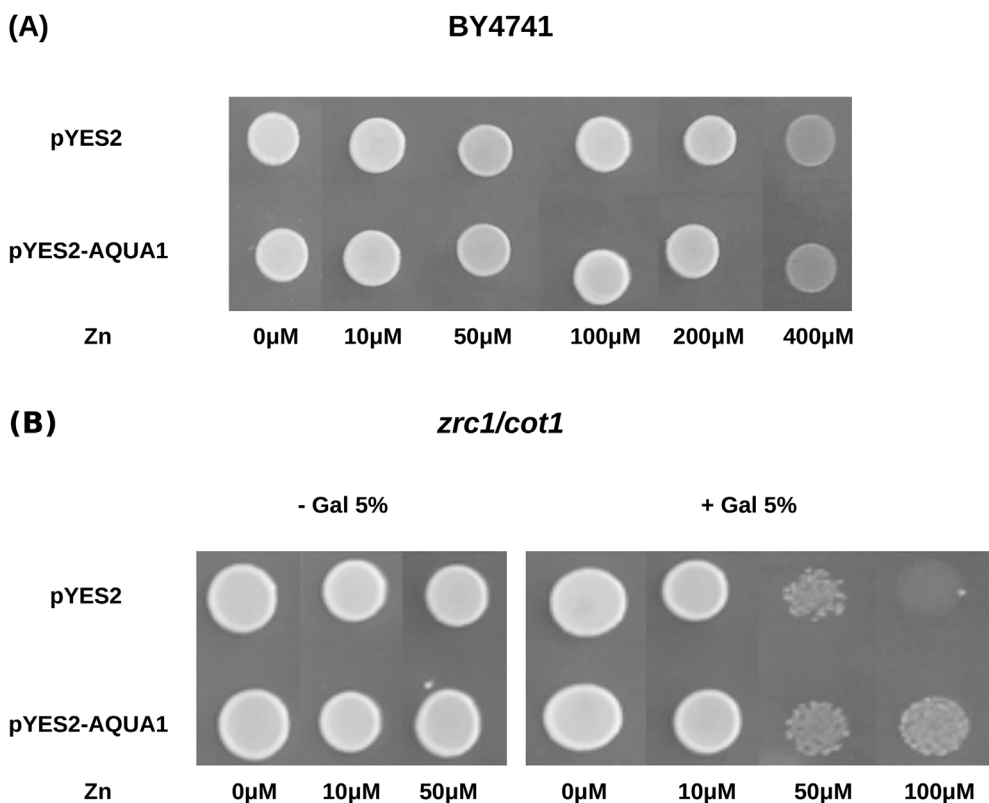 (A) BY4741
pYES2
pYES2-AQUA1
Zn 0µM 10µM 50µM 100µM 200µM 400µM
(B) zrc1/cot1
- Gal 5% + Gal 5%
pYES2
pYES2-AQUA1
Zn 0µM 10µM 50µM 0µM 10µM 50µM 100µM